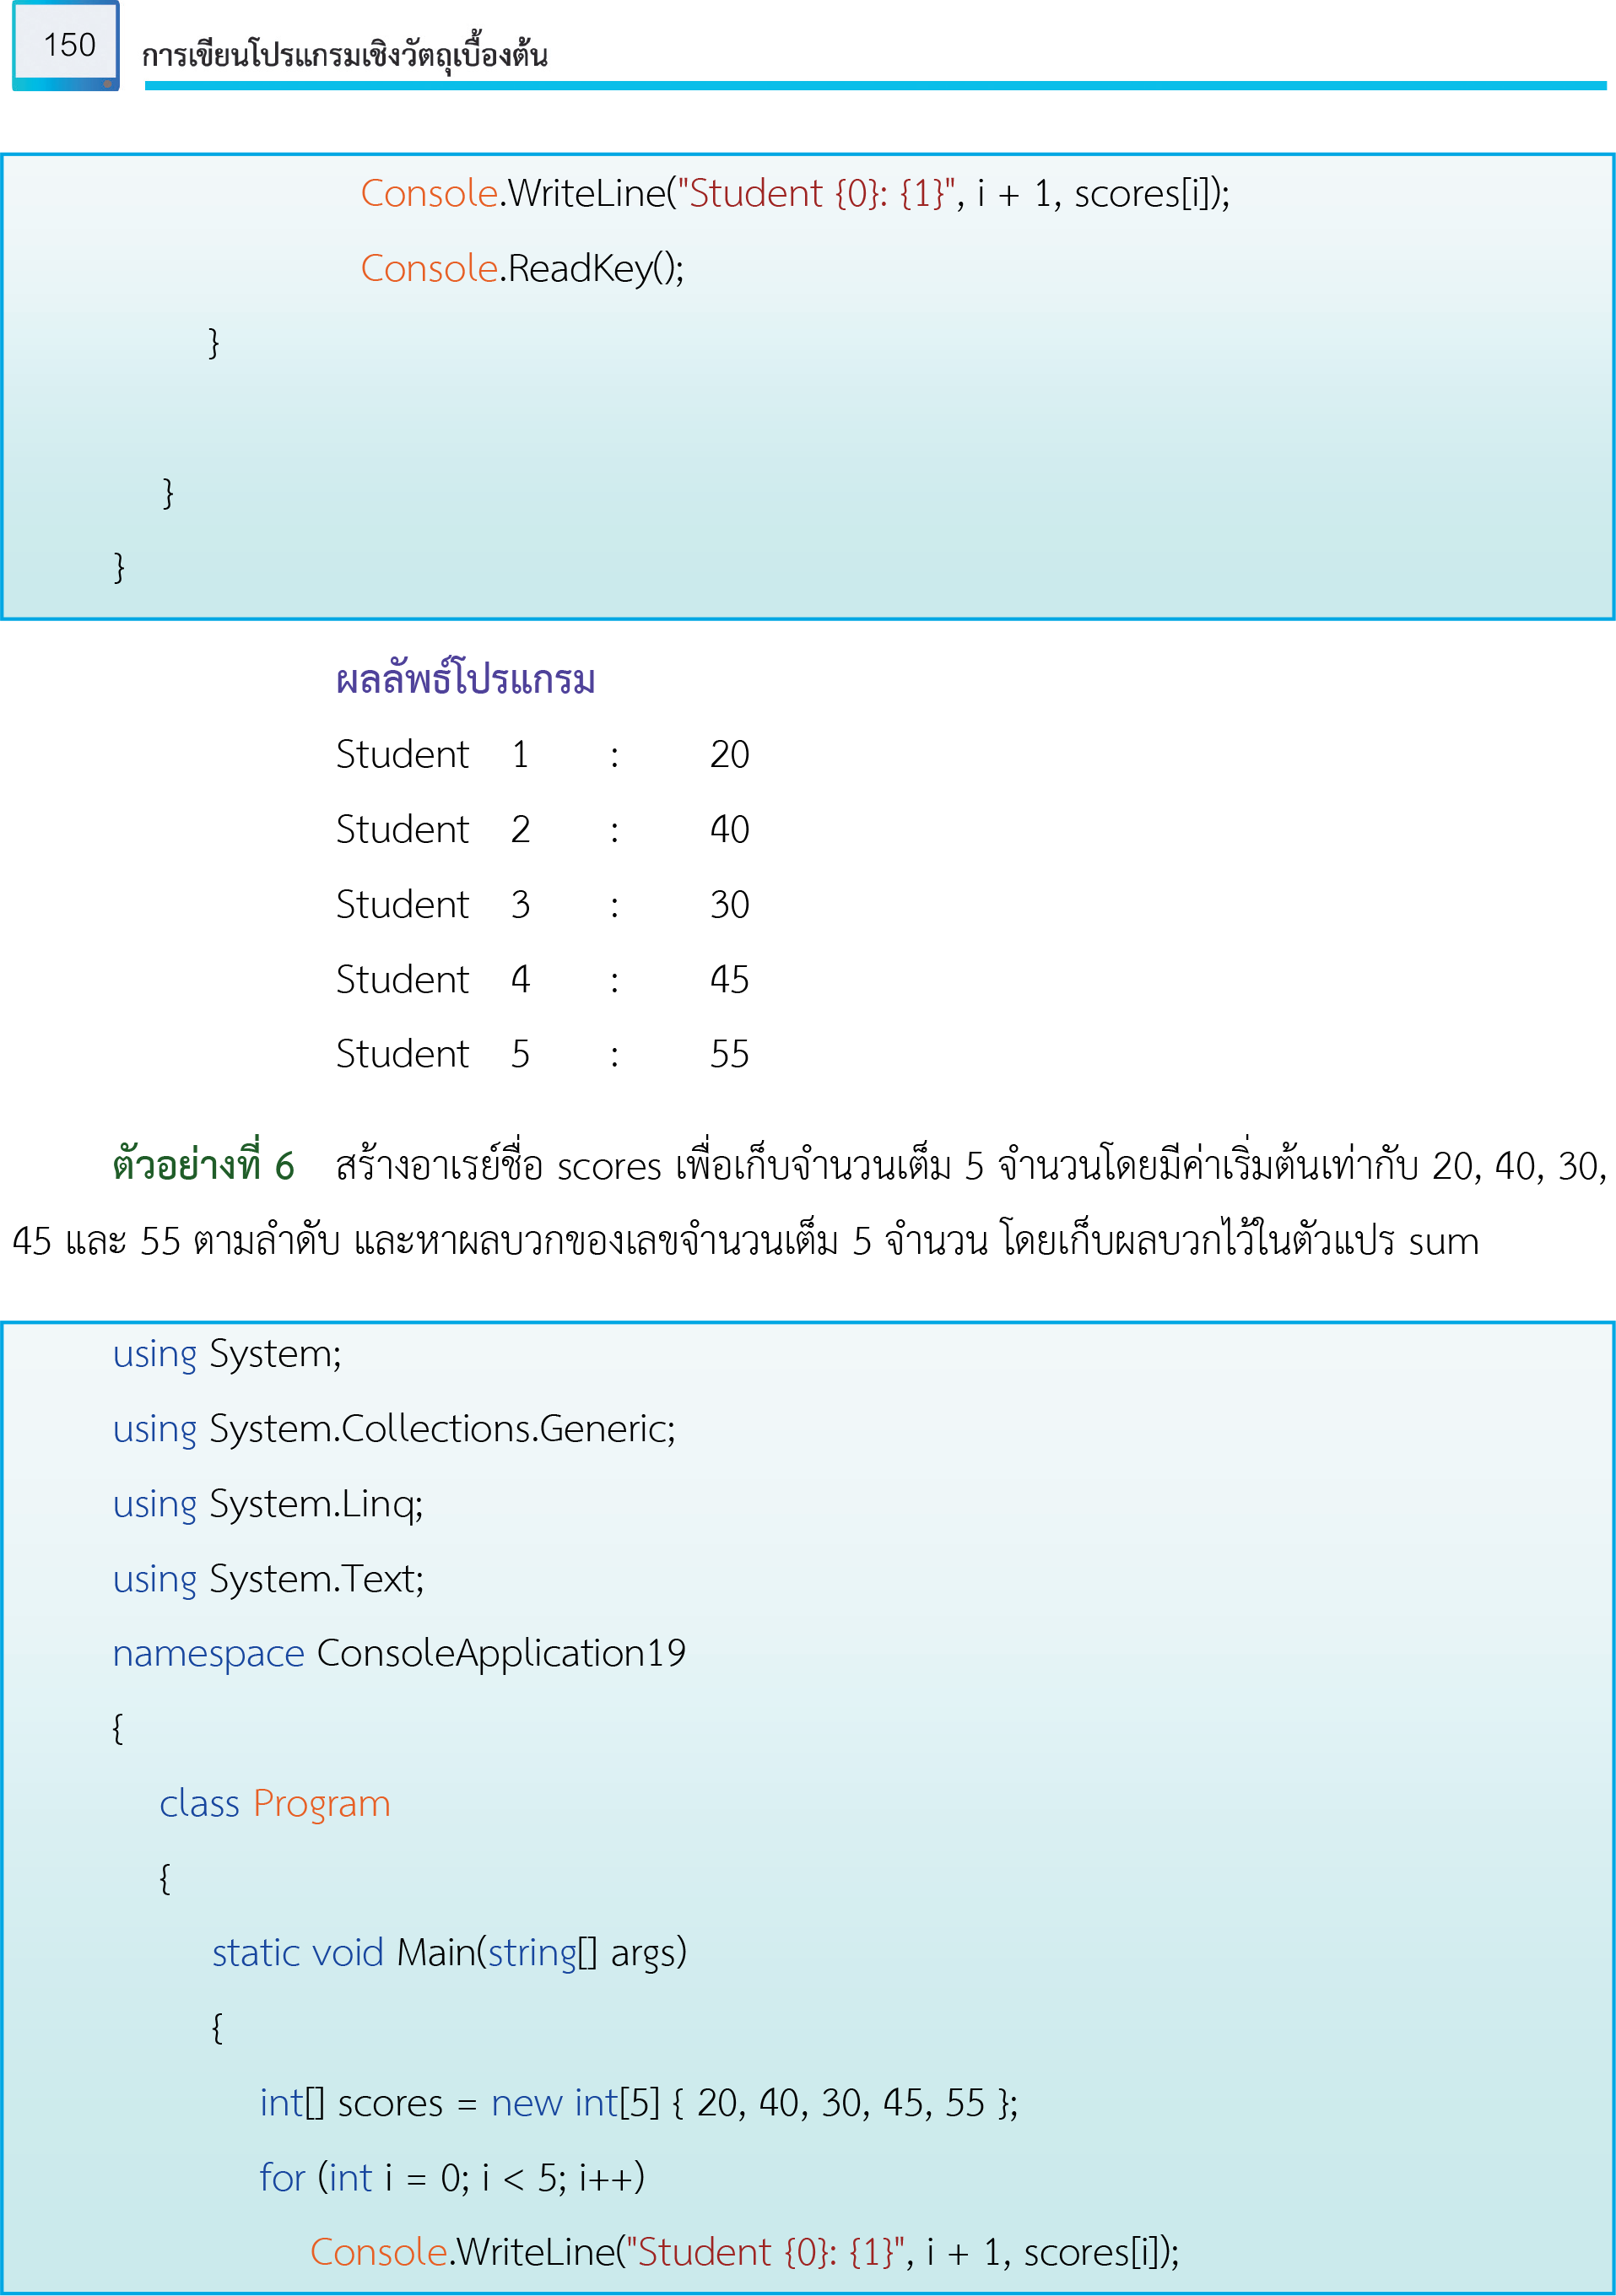 150
การเขียนโปรแกรมเชิงวัตถุเบื้องต้น
Console.WriteLine("Student {0}: {1}", i + 1, scores[i]);
Console.ReadKey();
}
}
}
ผลลัพธ์โปรแกรม
Student 1 : 20
Student 2 : 40
Student 3 : 30
Student 4 : 45
Student 5 : 55
ตัวอย่างที่ 6 สร้างอาเรย์ชื่อ scores เพื่อเก็บจำนวนเต็ม 5 จำนวนโดยมีค่าเริ่มต้นเท่ากับ 20, 40, 30,
45 และ 55 ตามลำดับ และหาผลบวกของเลขจำนวนเต็ม 5 จำนวน โดยเก็บผลบวกไว้ในตัวแปร sum
using System;
using System.Collections.Generic;
using System.Linq;
using System.Text;
namespace ConsoleApplication19
{
class Program
{
static void Main(string[] args)
{
int[] scores = new int[5] { 20, 40, 30, 45, 55 };
for (int i = 0; i < 5; i++)
Console.WriteLine("Student {0}: {1}", i + 1, scores[i]);